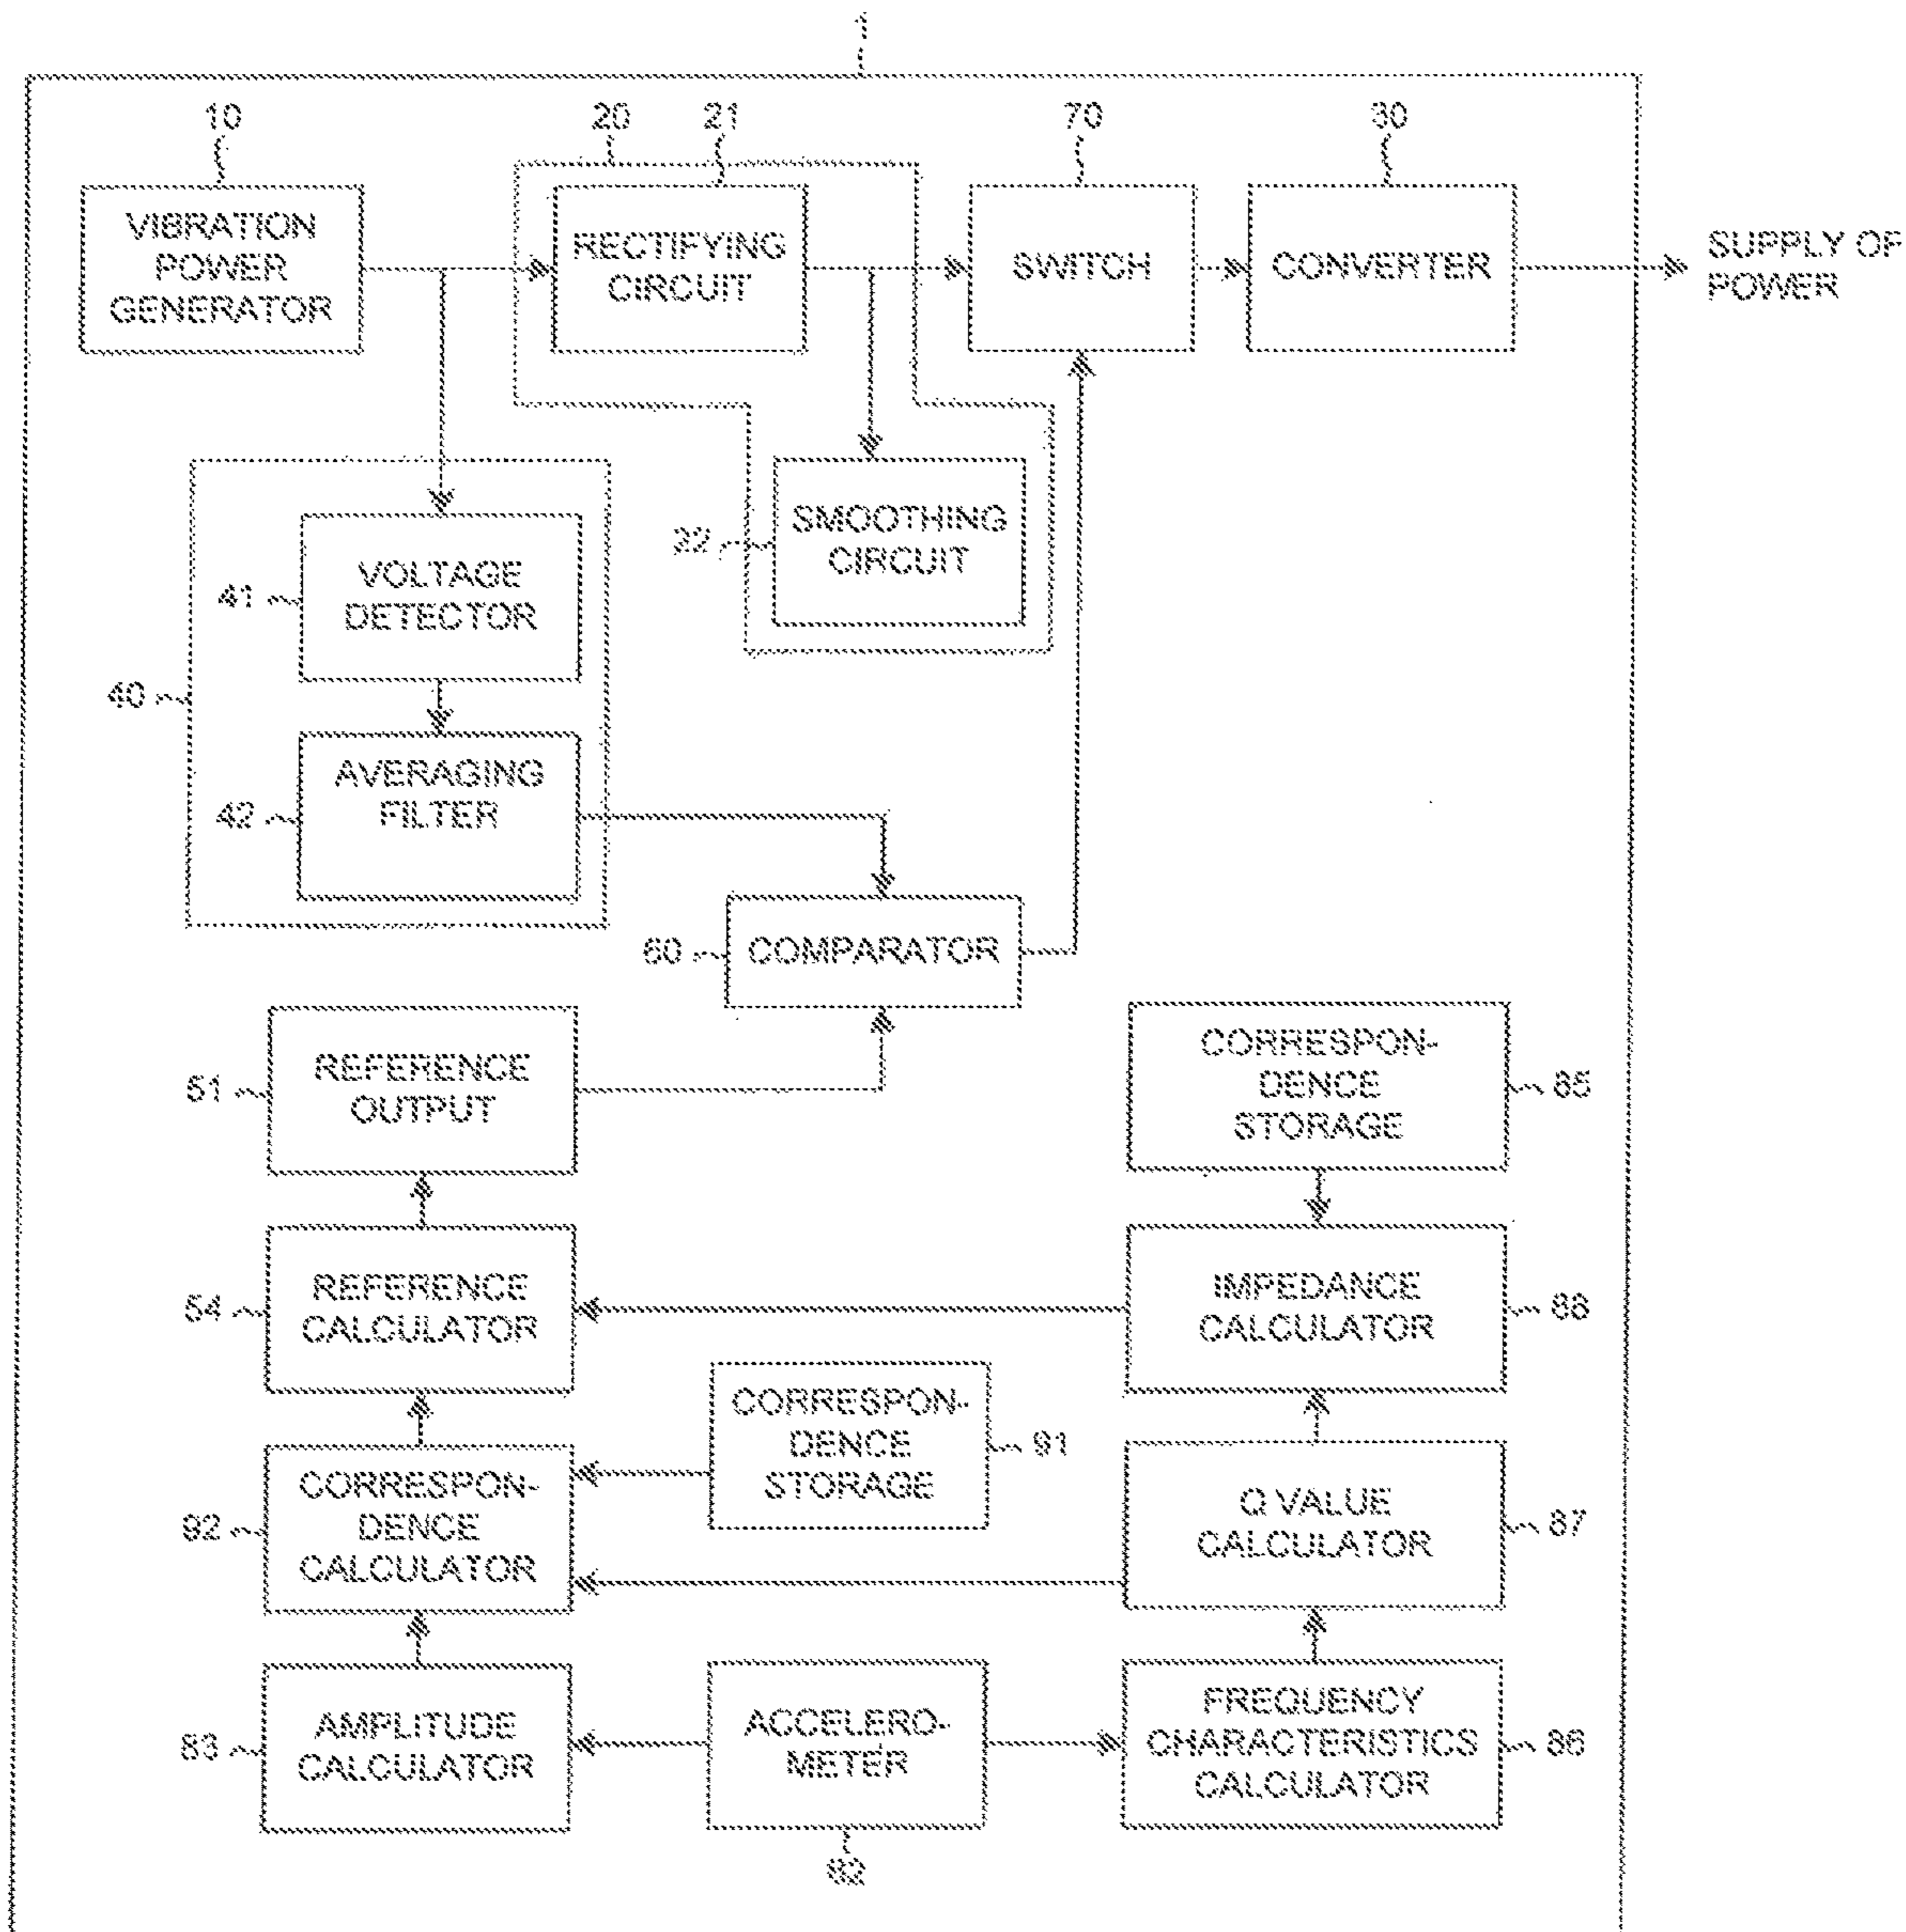 1
10
20
21
70
30
VIBRATION
POWER
GENERATOR
RECTIFYING
CIRCUIT
SWITCH
CONVERTER
SUPPLY OF
POWER
22
SMOOTHING
CIRCUIT
41
VOLTAGE
DETECTOR
40
42
AVERAGING
FILTER
60
COMPARATOR
51
REFERENCE
OUTPUT
CORRESPON-
DENCE
STORAGE
85
54
REFERENCE
CALCULATOR
IMPEDANCE
CALCULATOR
88
CORRESPON-
DENCE
STORAGE
91
92
CORRESPON-
DENCE
CALCULATOR
Q VALUE
CALCULATOR
87
83
AMPLITUDE
CALCULATOR
ACCELERO-
METER
82
FREQUENCY
CHARACTERISTICS
CALCULATOR
86